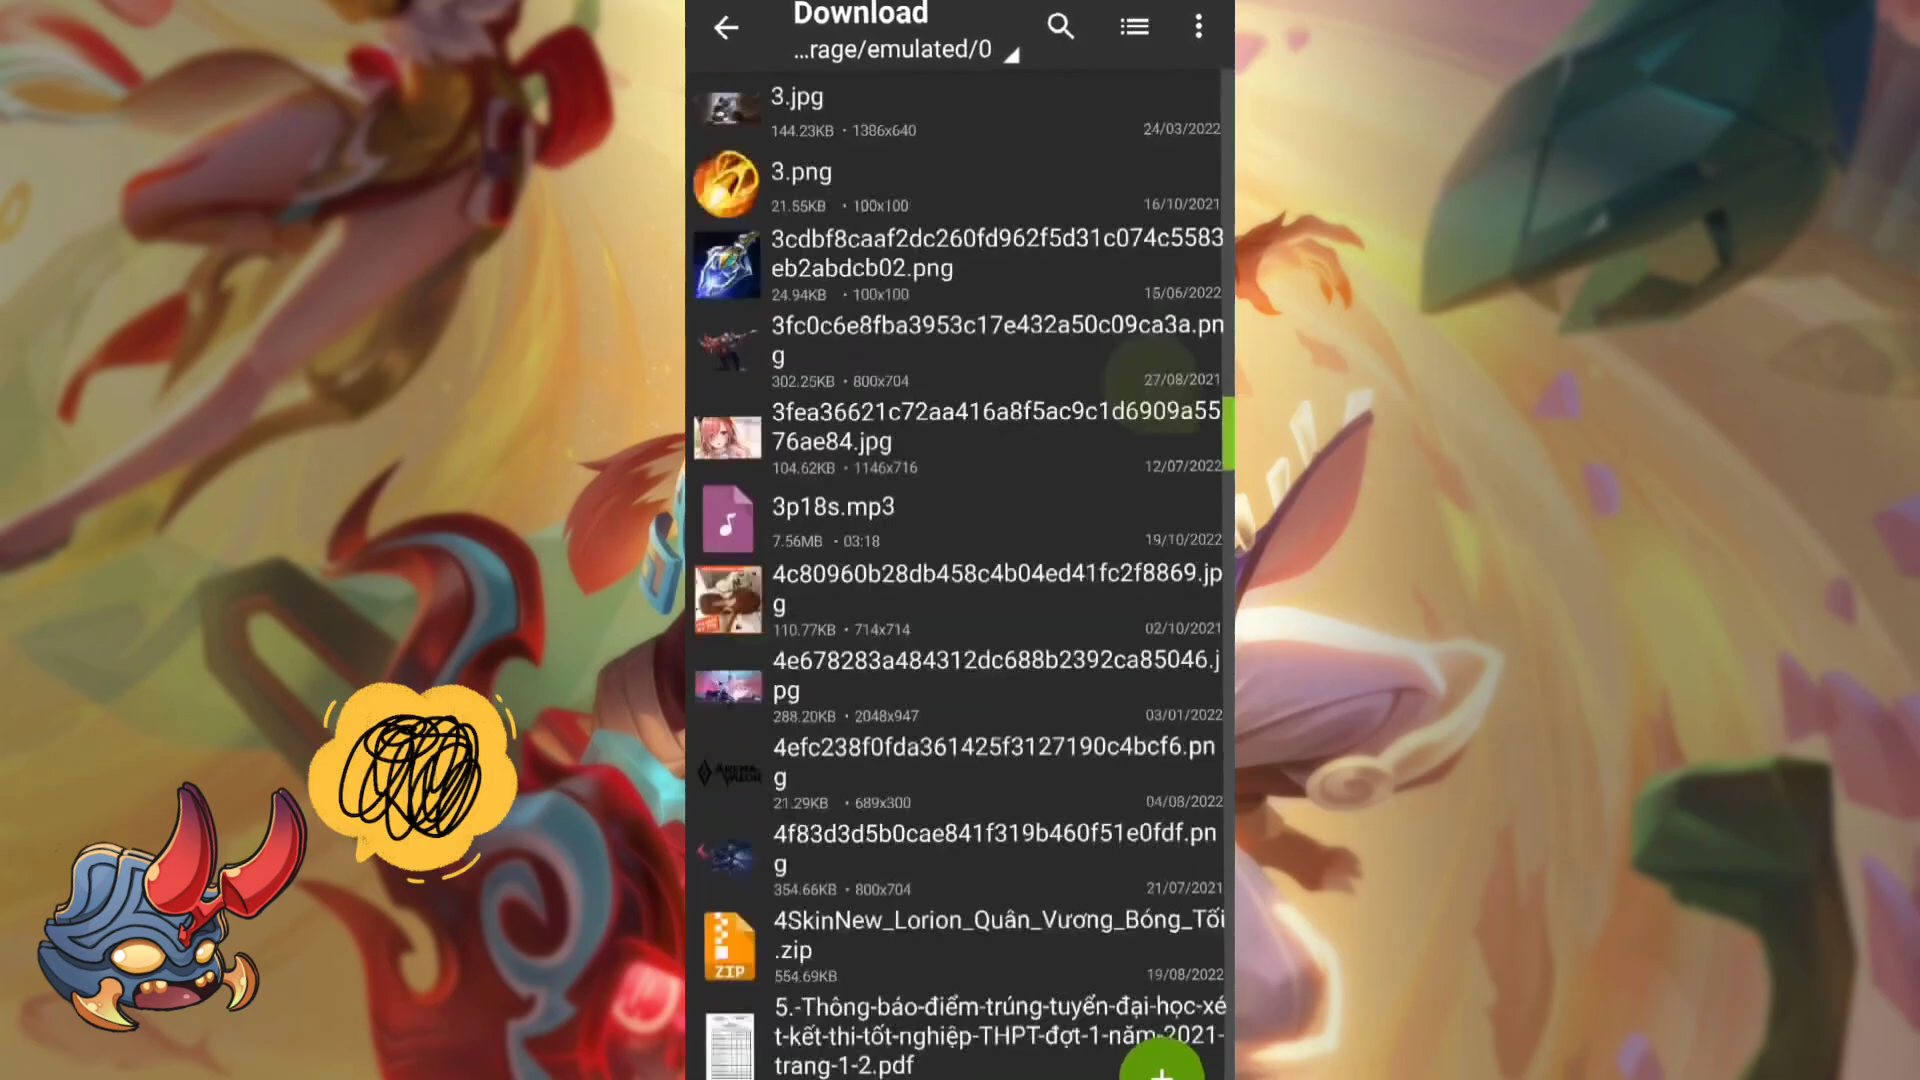 Download
...rage/emulated/0
3.jpg
144.23KB · 1386x640
24/03/2022
3.png
21.55KB · 100x100
16/10/2021
3cdbf8caaf2dc260fd962f5d31c074c5583
eb2abdcb02.png
24.94KB · 100x100
15/06/2022
3fc0c6e8fba3953c17e432a50c09ca3a.pn
g
302.25KB · 800x704
27/08/2021
3fea36621c72aa416a8f5ac9c1d6909a55
76ae84.jpg
104.62KB · 1146x716
12/07/2022
3p18s.mp3
7.56MB · 03:18
19/10/2022
4c80960b28db458c4b04ed41fc2f8869.jp
g
110.77KB · 714x714
02/10/2021
4e678283a484312dc688b2392ca85046.j
pg
288.20KB · 2048x947
03/01/2022
4efc238f0fda361425f3127190c4bcf6.pn
g
21.29KB · 689x300
04/08/2022
4f83d3d5b0cae841f319b460f51e0fdf.pn
g
354.66KB · 800x704
21/07/2021
4SkinNew_Lorion_Quân_Vương_Bóng_Tối
.zip
ZIP
554.69KB
19/08/2022
5.-Thông-báo-điểm-trúng-tuyển-đại-học-xé
t-kết-thi-tốt-nghiệp-THPT-đợt-1-năm-2021-
trang-1-2.pdf